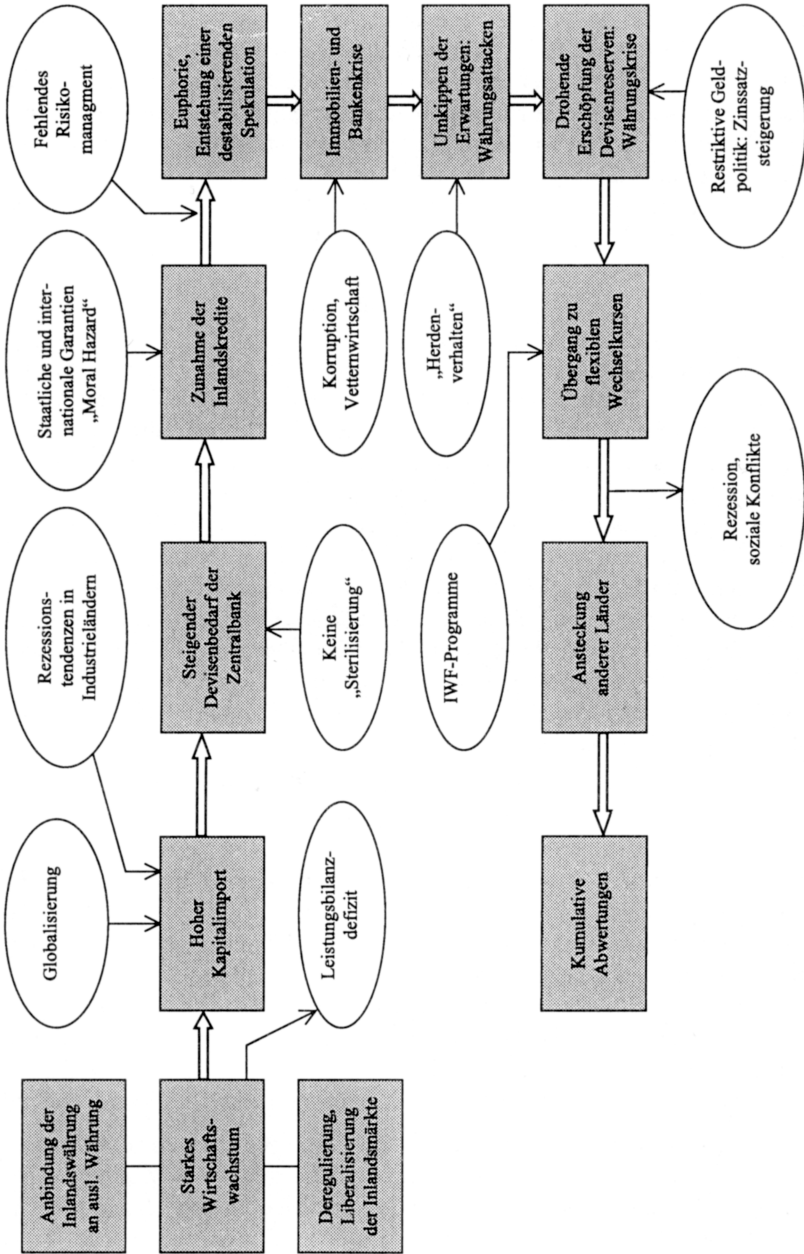 Anbindung der
Inlandswährung
an ausl. Währung
Starkes
Wirtschafts-
wachstum
Deregulierung,
Liberalisierung
der Inlandsmärkte
Globalisierung
Rezessions-
tendenzen in
Industrieländern
Hoher
Kapitalimport
Leistungsbilanz-
defizit
Steigender
Devisenbedarf der
Zentralbank
Keine
„Sterilisierung“
Staatliche und inter-
nationale Garantien
„Moral Hazard“
Zunahme der
Inlandskredite
Fehlendes
Risiko-
managment
Euphorie,
Entstehung einer
destabilisierenden
Spekulation
Korruption,
Vetternwirtschaft
Immobilien- und
Bankenkrise
„Herden-
verhalten“
Umkippen der
Erwartungen:
Währungsattacken
Drohende
Erschöpfung der
Devisenreserven:
Währungskrise
Restriktive Geld-
politik: Zinssatz-
steigerung
IWF-Programme
Übergang zu
flexiblen
Wechselkursen
Rezession,
soziale Konflikte
Ansteckung
anderer Länder
Kumulative
Abwertungen